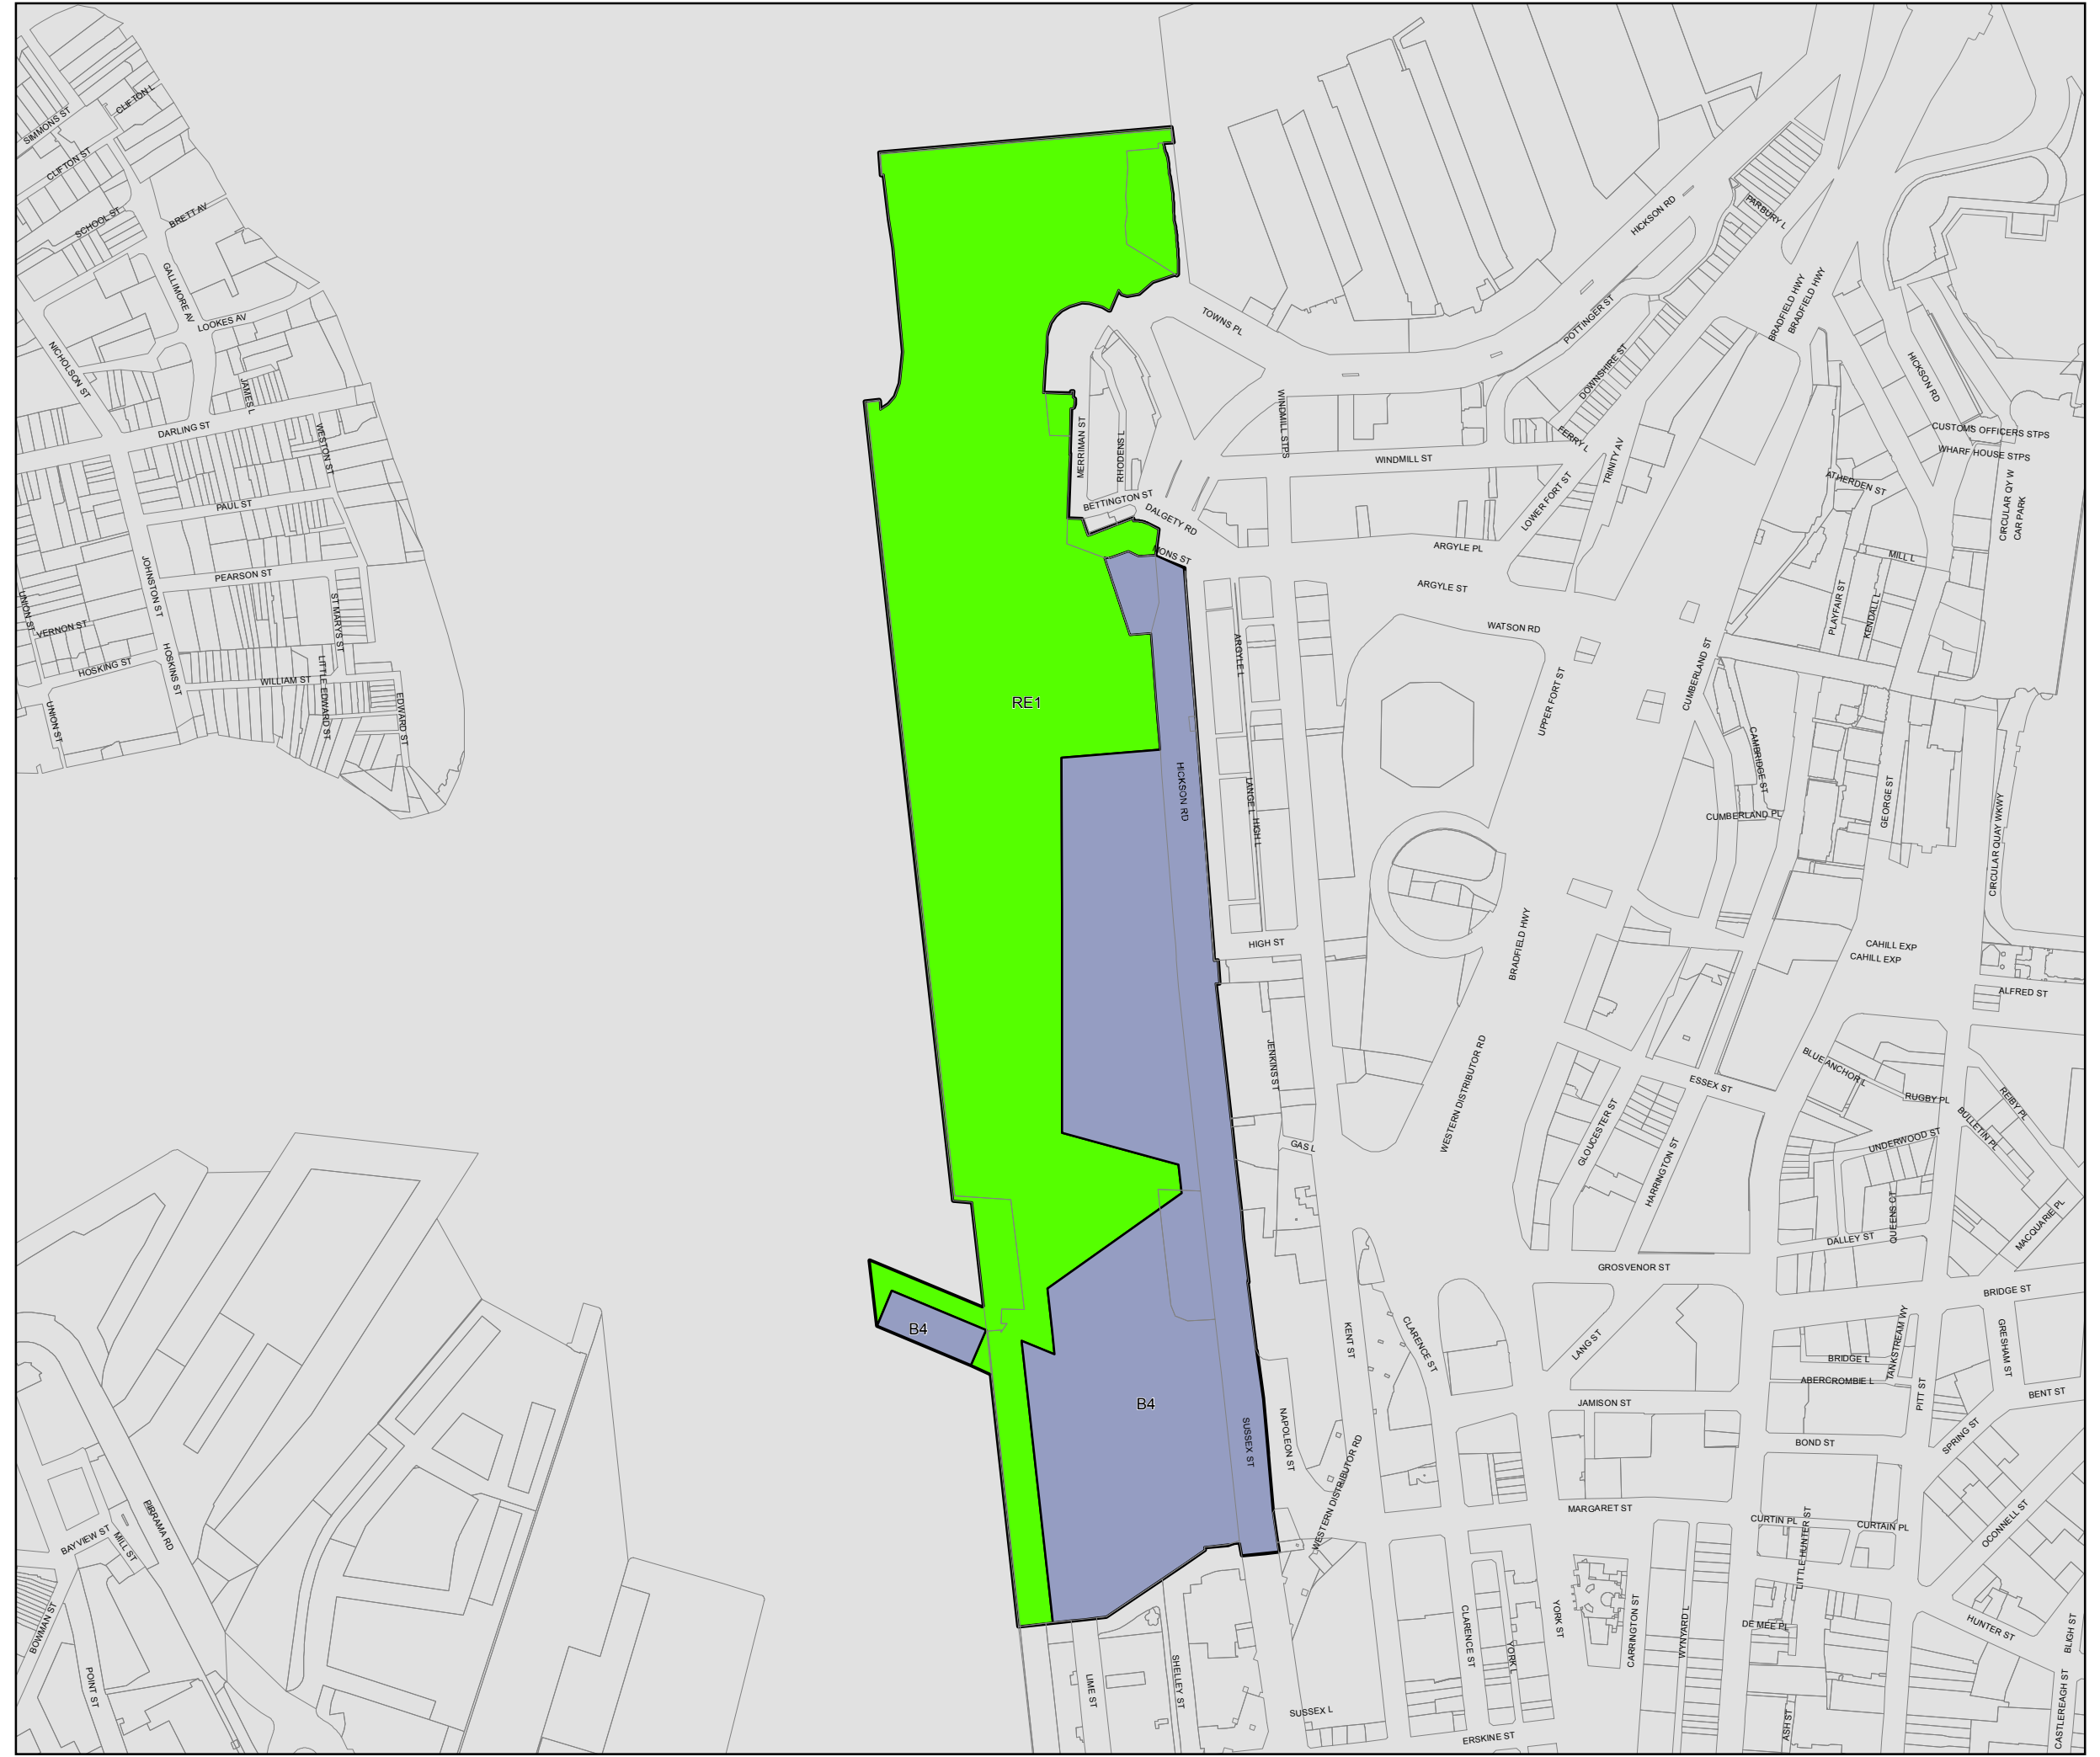 SIMMONS ST
CLIFTON L
CLIFTON ST
SCHOOL ST
BRETT AV
GALLIMORE AV
LOOKES AV
NICHOLSON ST
JAMES L
DARLING ST
WESTON ST
PAUL ST
JOHNSTON ST
PEARSON ST
UNION ST
VERNON ST
ST MARYS ST
HOSKING ST
HOSKINS ST
WILLIAM ST
LITTLE EDWARD ST
EDWARD ST
UNION ST
TOWNS PL
HICKSON RD
PARBURY L
BRADFIELD HWY
BRADFIELD HWY
POTTINGER ST
DOWNSHIRE ST
HICKSON RD
WINDMILL STPS
MERRIMAN ST
RHODENS L
FERRY L
CUSTOMS OFFICERS STPS
WHARF HOUSE STPS
WINDMILL ST
TRINITY AV
ATHERDEN ST
LOWER FORT ST
CIRCULAR QY W
CAR PARK
BETTINGTON ST
DALGETY RD
MONS ST
ARGYLE PL
MILL L
ARGYLE ST
PLAYFAIR ST
KENDALL L
WATSON RD
ARGYLE L
CUMBERLAND ST
UPPER FORT ST
RE1
CAMBRIDGE ST
HICKSON RD
LANCE L
HIGH L
CUMBERLAND PL
GEORGE ST
CIRCULAR QUAY WKWY
HIGH ST
BRADFIELD HWY
CAHILL EXP
CAHILL EXP
ALFRED ST
JENKINS ST
WESTERN DISTRIBUTOR RD
BLUE ANCHOR L
ESSEX ST
RUGBY PL
REIBY PL
BULLETIN PL
GLOUCESTER ST
GAS L
UNDERWOOD ST
HARRINGTON ST
QUEENS CT
MACQUARIE PL
DALLEY ST
GROSVENOR ST
BRIDGE ST
B4
KENT ST
CLARENCE ST
LANG ST
TANKSTREAM WY
GRESHAM ST
BRIDGE L
ABERCROMBIE L
PITT ST
BENT ST
B4
JAMISON ST
SUSSEX ST
NAPOLEON ST
BOND ST
SPRING ST
WESTERN DISTRIBUTOR RD
MARGARET ST
PIRRAMA RD
BAYVIEW ST
MILL ST
CURTIN PL
LITTLE HUNTER ST
CURTAIN PL
OCONNELL ST
BOWMAN ST
CLARENCE ST
YORK ST
YORK L
CARRINGTON ST
WYNYARD L
DE MEE PL
HUNTER ST
BLIGH ST
POINT ST
LIME ST
SHELLEY ST
SUSSEX L
ERSKINE ST
ASH ST
CASTLEREAGH ST